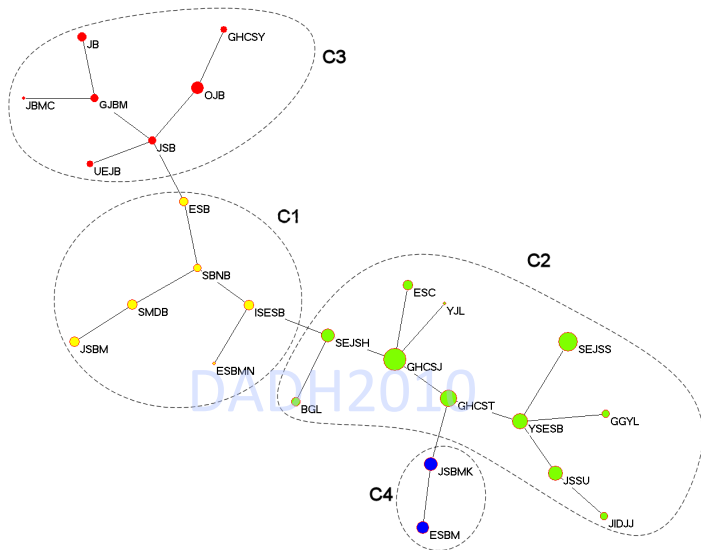 GHCSY
JB
C3
OJB
JBMC
GJBM
JSB
UEJB
ESB
C1
C2
SBNB
ESC
SMDB
ISESB
YJL
SEJSH
JSBM
SEJSS
ESBMN
GHCSJ
DADH2010
BGL
GHCST
GGYL
YSESB
JSBMK
JSSU
C4
JIDJJ
ESBM